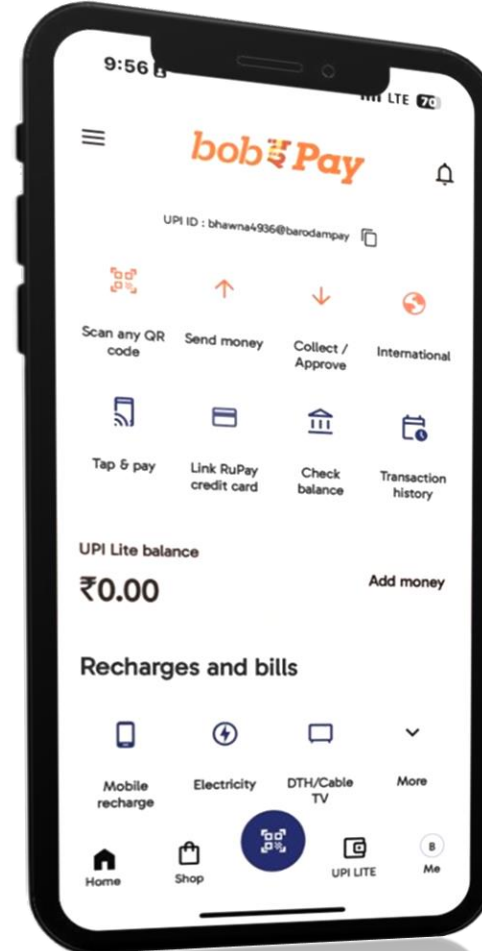 9:56
LTE 70
bob ई Pay
UPI ID : bhawna4936@barodampay
Scan any QR code
Send money
Collect / Approve
International
Tap & pay
Link RuPay credit card
Check balance
Transaction history
UPI Lite balance
₹0.00
Add money
Recharges and bills
Mobile recharge
Electricity
DTH/Cable TV
More
Home
Shop
UPI LITE
B
Me